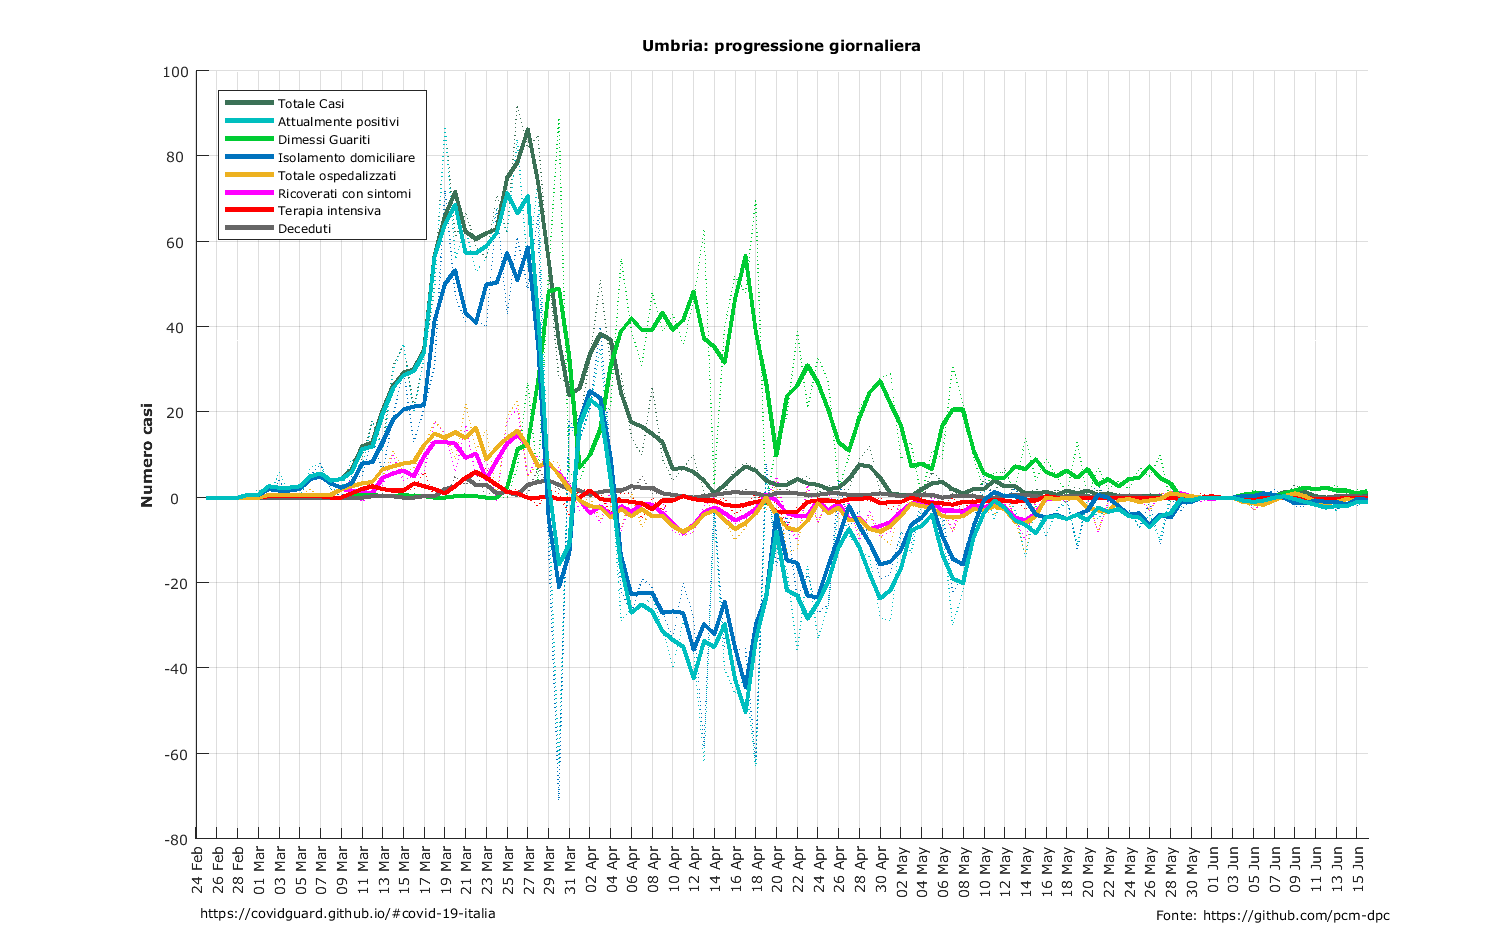 Umbria: progressione giornaliera
100
80
60
40
20
0
-20
-40
-60
-80
Numero casi
Totale Casi
Attualmente positivi
Dimessi Guariti
Isolamento domiciliare
Totale ospedalizzati
Ricoverati con sintomi
Terapia intensiva
Deceduti
24 Feb
26 Feb
28 Feb
01 Mar
03 Mar
05 Mar
07 Mar
09 Mar
11 Mar
13 Mar
15 Mar
17 Mar
19 Mar
21 Mar
23 Mar
25 Mar
27 Mar
29 Mar
31 Mar
02 Apr
04 Apr
06 Apr
08 Apr
10 Apr
12 Apr
14 Apr
16 Apr
18 Apr
20 Apr
22 Apr
24 Apr
26 Apr
28 Apr
30 Apr
02 May
04 May
06 May
08 May
10 May
12 May
14 May
16 May
18 May
20 May
22 May
24 May
26 May
28 May
30 May
01 Jun
03 Jun
05 Jun
07 Jun
09 Jun
11 Jun
13 Jun
15 Jun
https://covidguard.github.io/#covid-19-italia
Fonte: https://github.com/pcm-dpc